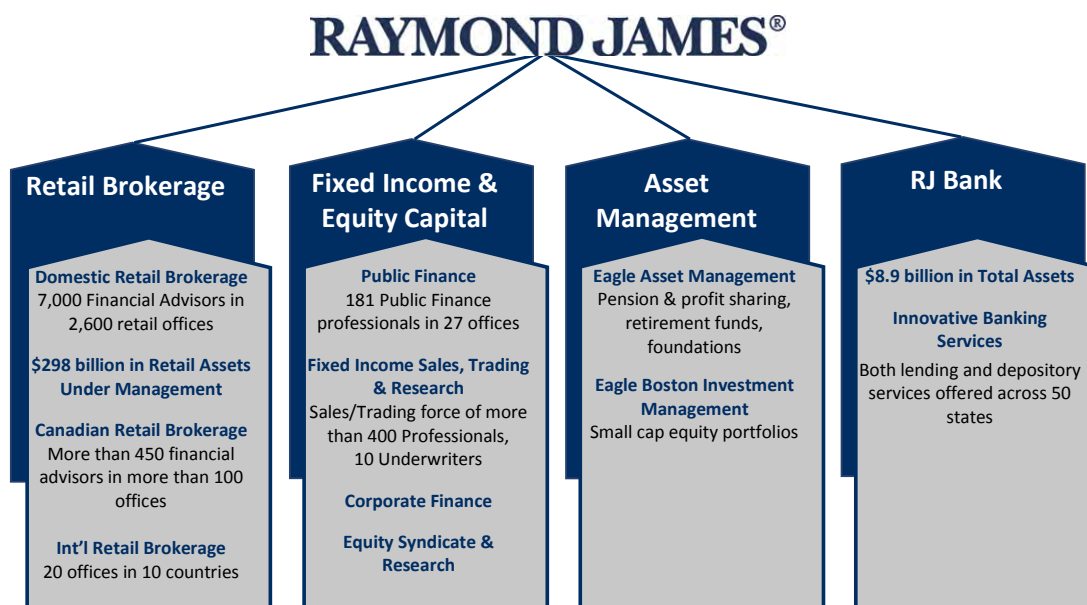 RAYMOND JAMES®
Retail Brokerage
Domestic Retail Brokerage
7,000 Financial Advisors in
2,600 retail offices
$298 billion in Retail Assets
Under Management
Canadian Retail Brokerage
More than 450 financial
advisors in more than 100
offices
Int'l Retail Brokerage
20 offices in 10 countries
Fixed Income &
Equity Capital
Public Finance
181 Public Finance
professionals in 27 offices
Fixed Income Sales, Trading
& Research
Sales/Trading force of more
than 400 Professionals,
10 Underwriters
Corporate Finance
Equity Syndicate &
Research
Asset
Management
Eagle Asset Management
Pension & profit sharing,
retirement funds,
foundations
Eagle Boston Investment
Management
Small cap equity portfolios
RJ Bank
$8.9 billion in Total Assets
Innovative Banking
Services
Both lending and depository
services offered across 50
states